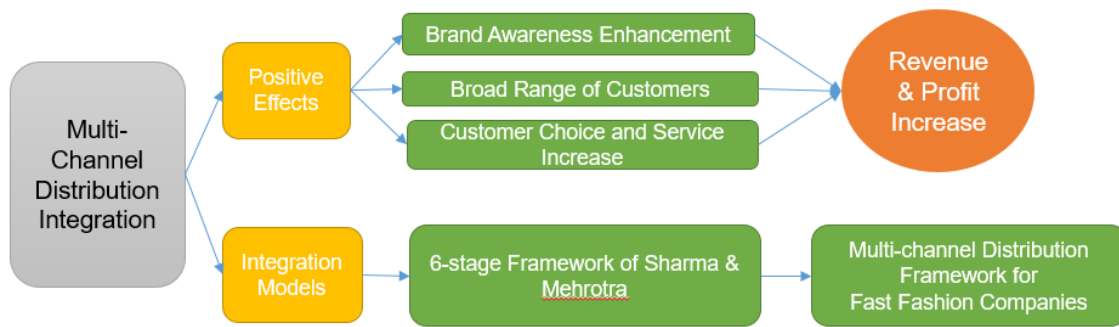 Multi-
Channel
Distribution
Integration
Positive
Effects
Brand Awareness Enhancement
Broad Range of Customers
Customer Choice and Service
Increase
Revenue
& Profit
Increase
Integration
Models
6-stage Framework of Sharma &
Mehrotra
Multi-channel Distribution
Framework for
Fast Fashion Companies